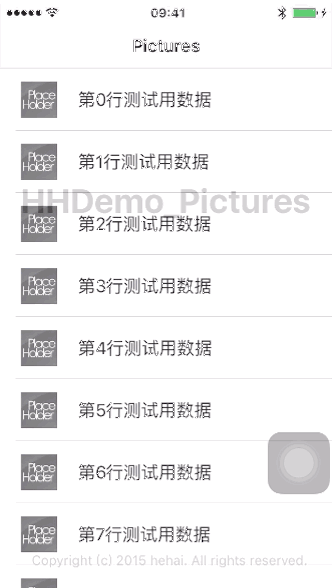 09:41
Pictures
Place Holder 第0行测试用数据
Place Holder 第1行测试用数据
HHDemo Pictures
Place Holder 第2行测试用数据
Place Holder 第3行测试用数据
Place Holder 第4行测试用数据
Place Holder 第5行测试用数据
Place Holder 第6行测试用数据
Place Holder 第7行测试用数据
Copyright (c) 2015 hehai. All rights reserved.